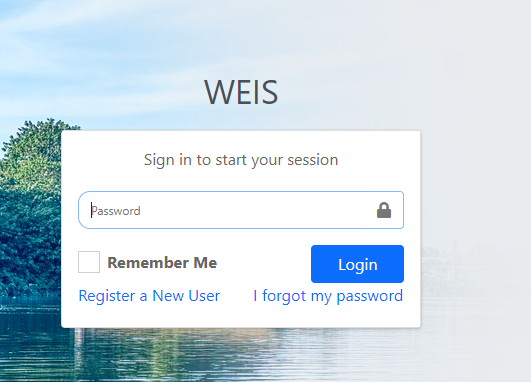 WEIS
Sign in to start your session
Password
Remember Me
Login
Register a New User
I forgot my password